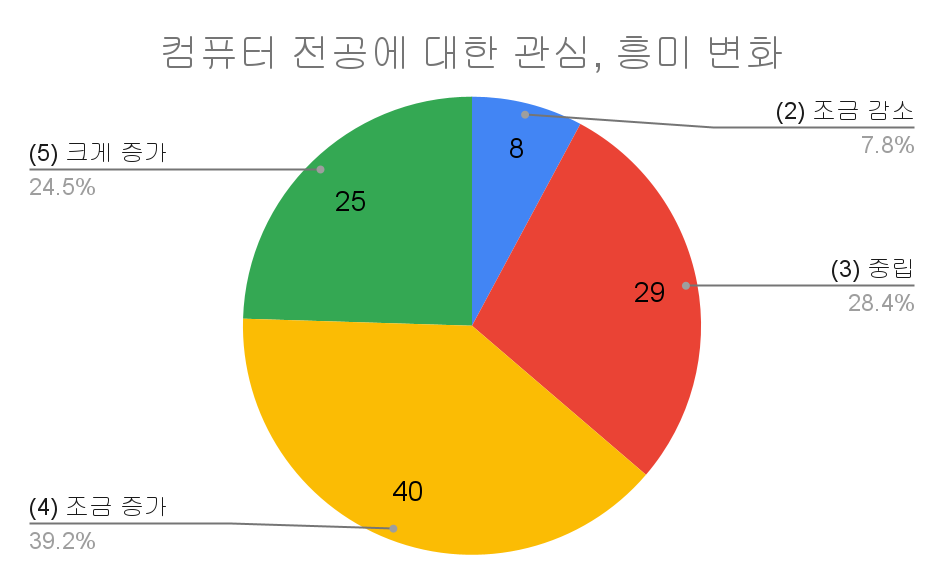 컴퓨터 전공에 대한 관심, 흥미 변화
(2) 조금 감소
7.8%
8
(5) 크게 증가
24.5%
25
(3) 중립
28.4%
29
40
(4) 조금 증가
39.2%